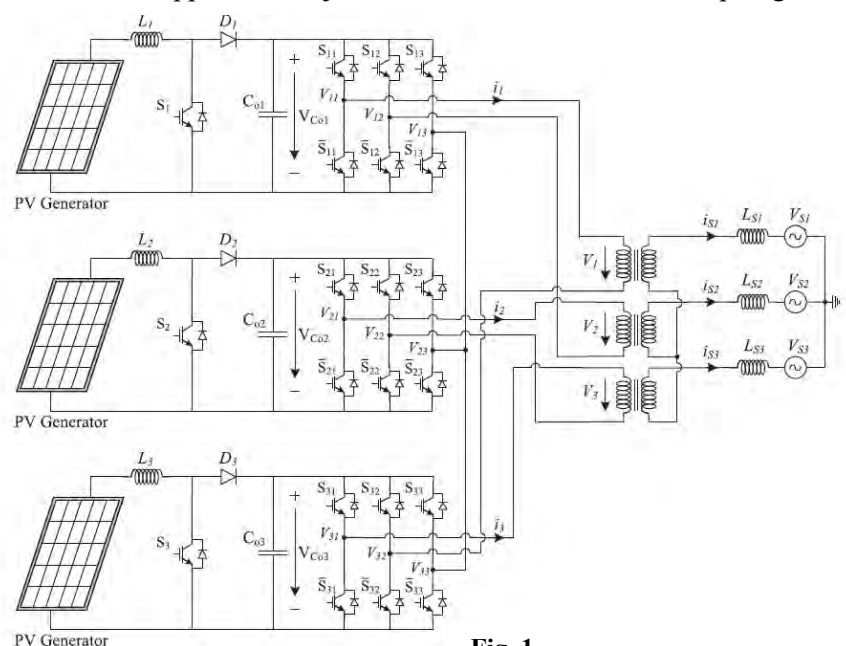 L1 D1
S11 S12 S13
i1
S1 Co1 VCo1 V11 V12 V13
+
−
S̅11 S̅12 S̅13
PV Generator
iS1 LS1 VS1
V1
L2 D2
S21 S22 S23
iS2 LS2 VS2
i2
V2
S2 Co2 VCo2 V21 V22 V23
+
−
iS3 LS3 VS3
S̅21 S̅22 S̅23
V3
PV Generator
L3 D3
S31 S32 S33
i3
S3 Co3 VCo3 V31 V32 V33
+
−
S̅31 S̅32 S̅33
PV Generator